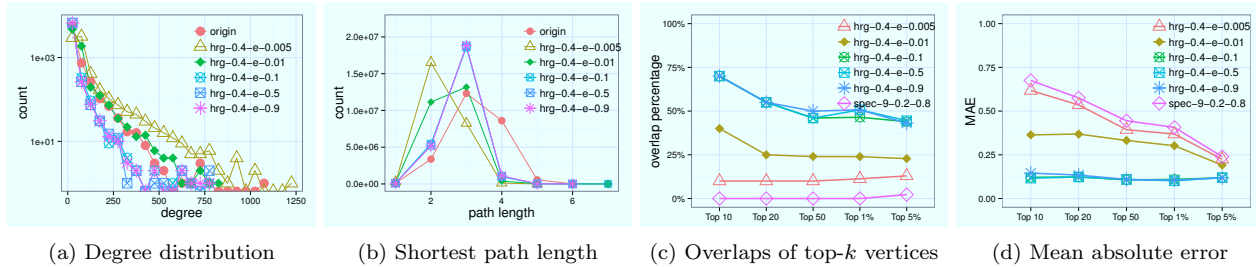 count
1e+03
1e+01
0
250
500
750
1000
1250
degree
origin
hrg−0.4−e−0.005
hrg−0.4−e−0.01
hrg−0.4−e−0.1
hrg−0.4−e−0.5
hrg−0.4−e−0.9
(a) Degree distribution
count
2.0e+07
1.5e+07
1.0e+07
5.0e+06
0.0e+00
2
4
6
path length
origin
hrg−0.4−e−0.005
hrg−0.4−e−0.01
hrg−0.4−e−0.1
hrg−0.4−e−0.5
hrg−0.4−e−0.9
(b) Shortest path length
overlap percentage
100%
75%
50%
25%
0%
Top 10
Top 20
Top 50
Top 1%
Top 5%
hrg−0.4−e−0.005
hrg−0.4−e−0.01
hrg−0.4−e−0.1
hrg−0.4−e−0.5
hrg−0.4−e−0.9
spec−9−0.2−0.8
(c) Overlaps of top-k vertices
MAE
1.00
0.75
0.50
0.25
0.00
Top 10
Top 20
Top 50
Top 1%
Top 5%
hrg−0.4−e−0.005
hrg−0.4−e−0.01
hrg−0.4−e−0.1
hrg−0.4−e−0.5
hrg−0.4−e−0.9
spec−9−0.2−0.8
(d) Mean absolute error